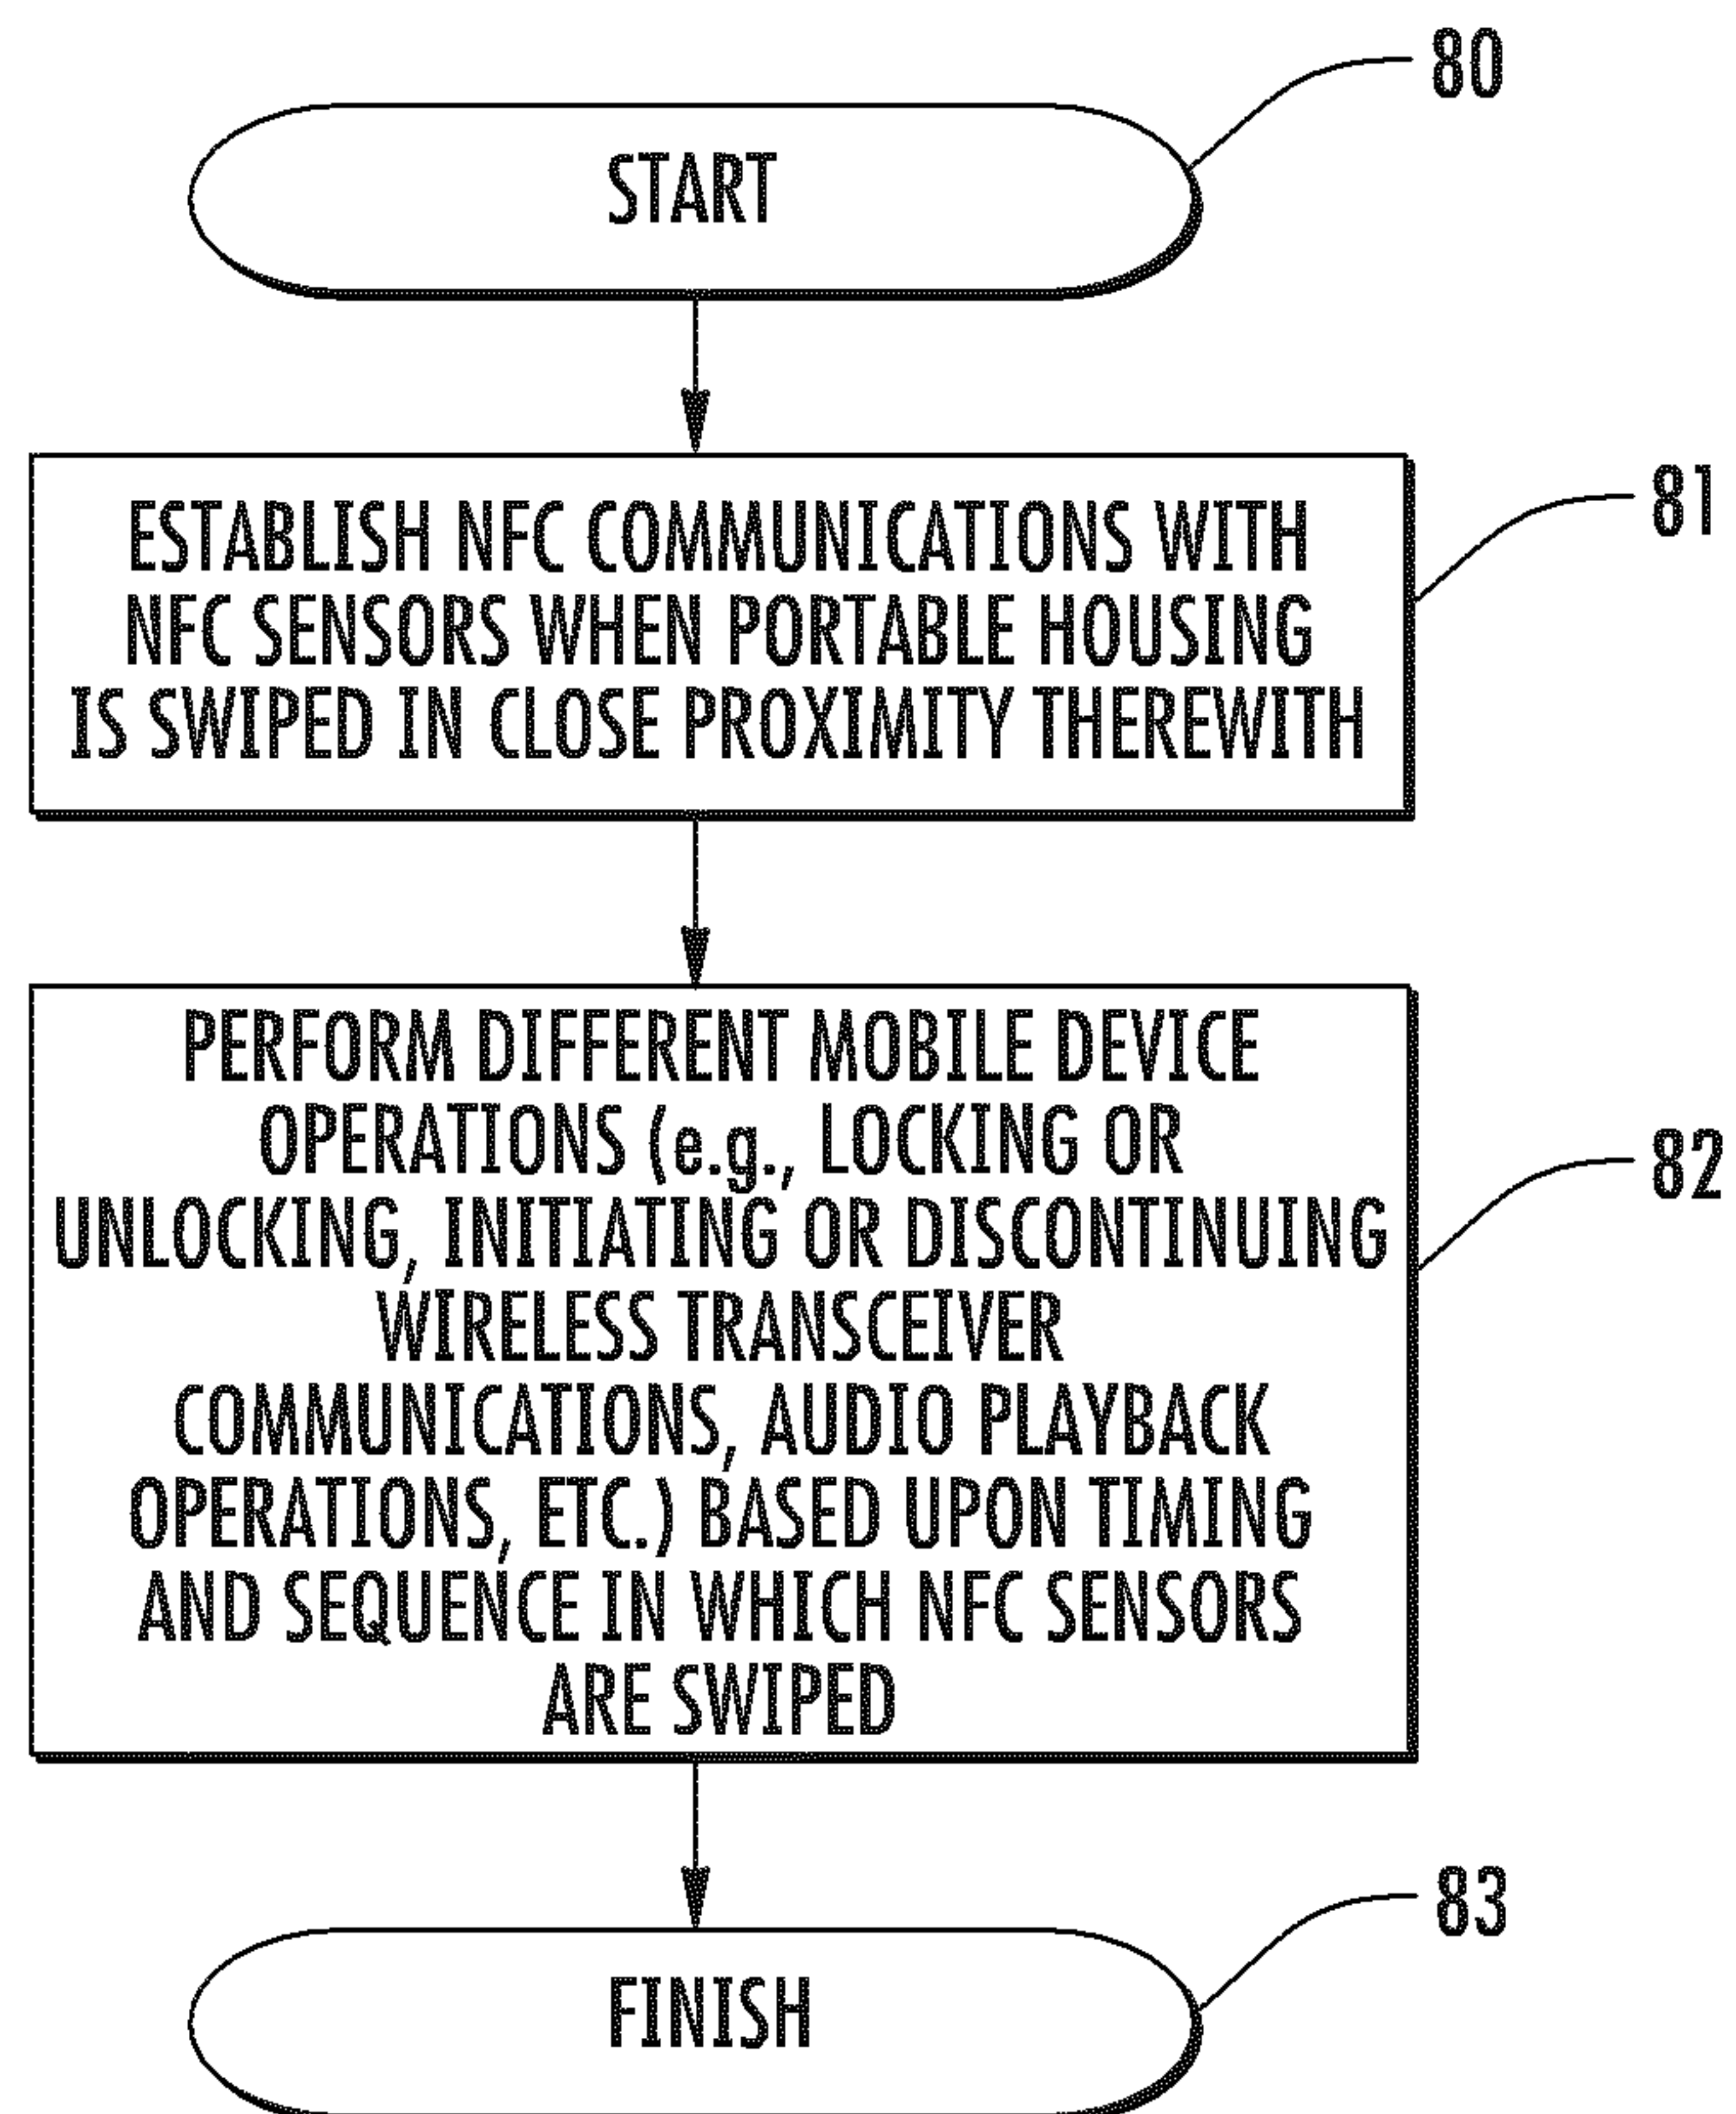 80
START
ESTABLISH NFC COMMUNICATIONS WITH
NFC SENSORS WHEN PORTABLE HOUSING
IS SWIPED IN CLOSE PROXIMITY THEREWITH
81
PERFORM DIFFERENT MOBILE DEVICE
OPERATIONS (e.g., LOCKING OR
UNLOCKING, INITIATING OR DISCONTINUING
WIRELESS TRANSCEIVER
COMMUNICATIONS, AUDIO PLAYBACK
OPERATIONS, ETC.) BASED UPON TIMING
AND SEQUENCE IN WHICH NFC SENSORS
ARE SWIPED
82
83
FINISH